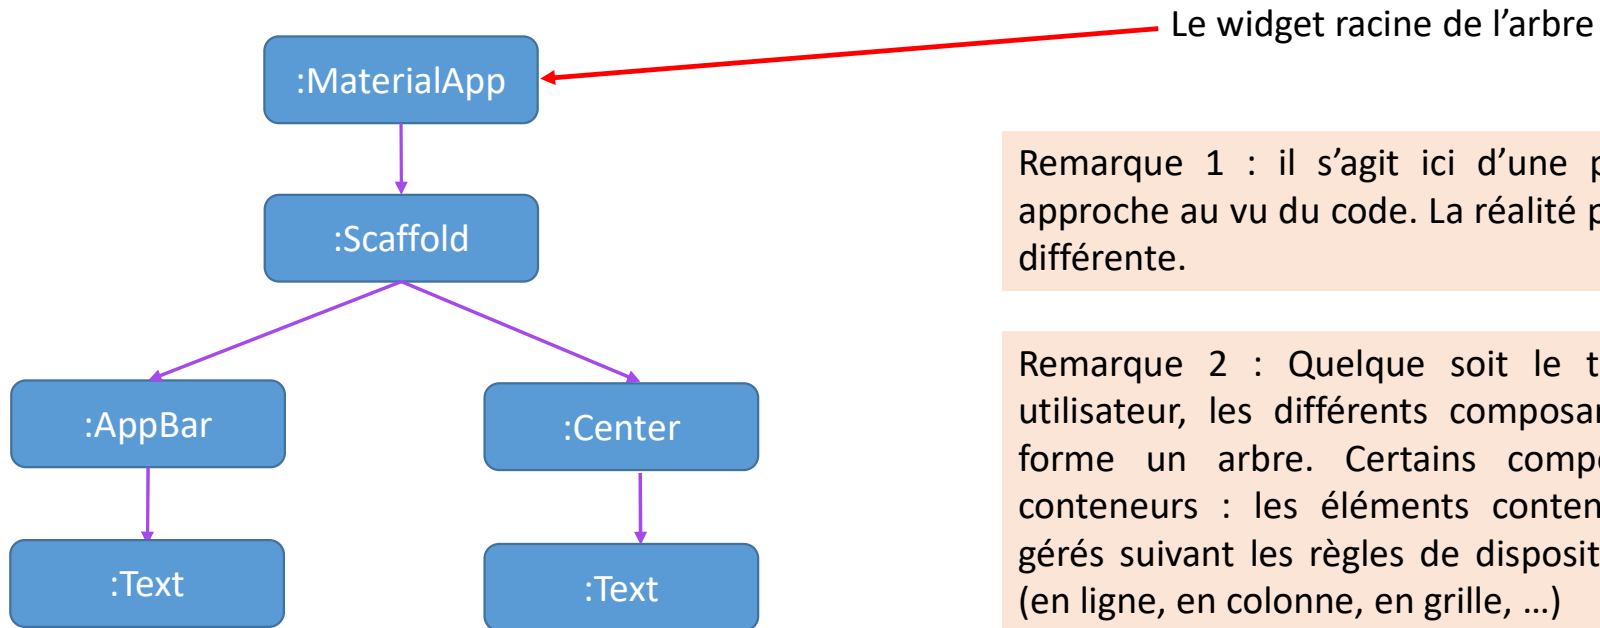 Le widget racine de l’arbre
:MaterialApp
:Scaffold
:AppBar
:Center
:Text
:Text
Remarque 1 : il s’agit ici d’une
approche au vu du code. La réalité
différente.
Remarque 2 : Quelque soit le
utilisateur, les différents
forme un arbre. Certains
conteneurs : les éléments
gérés suivant les règles de
(en ligne, en colonne, en grille, …)